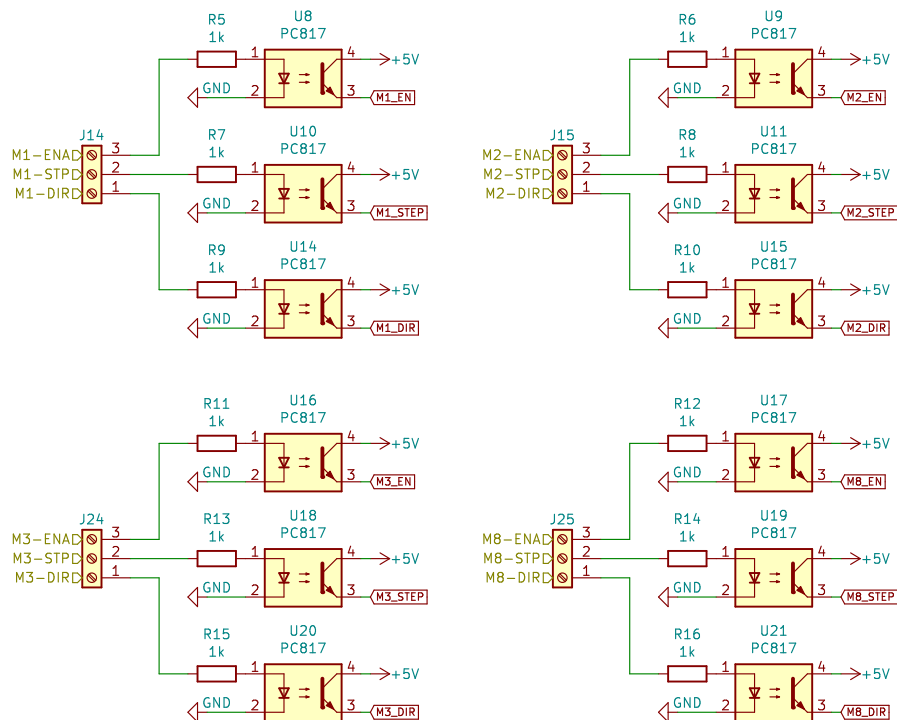 R5
1k
U8
PC817
1
4
+5V
GND
2
3
M1_EN
J14
M1-ENA
3
M1-STP
2
M1-DIR
1
R7
1k
U10
PC817
1
4
+5V
GND
2
3
M1_STEP
R9
1k
U14
PC817
1
4
+5V
GND
2
3
M1_DIR
R6
1k
U9
PC817
1
4
+5V
GND
2
3
M2_EN
J15
M2-ENA
3
M2-STP
2
M2-DIR
1
R8
1k
U11
PC817
1
4
+5V
GND
2
3
M2_STEP
R10
1k
U15
PC817
1
4
+5V
GND
2
3
M2_DIR
R11
1k
U16
PC817
1
4
+5V
GND
2
3
M3_EN
J24
M3-ENA
3
M3-STP
2
M3-DIR
1
R13
1k
U18
PC817
1
4
+5V
GND
2
3
M3_STEP
R15
1k
U20
PC817
1
4
+5V
GND
2
3
M3_DIR
R12
1k
U17
PC817
1
4
+5V
GND
2
3
M8_EN
J25
M8-ENA
3
M8-STP
2
M8-DIR
1
R14
1k
U19
PC817
1
4
+5V
GND
2
3
M8_STEP
R16
1k
U21
PC817
1
4
+5V
GND
2
3
M8_DIR